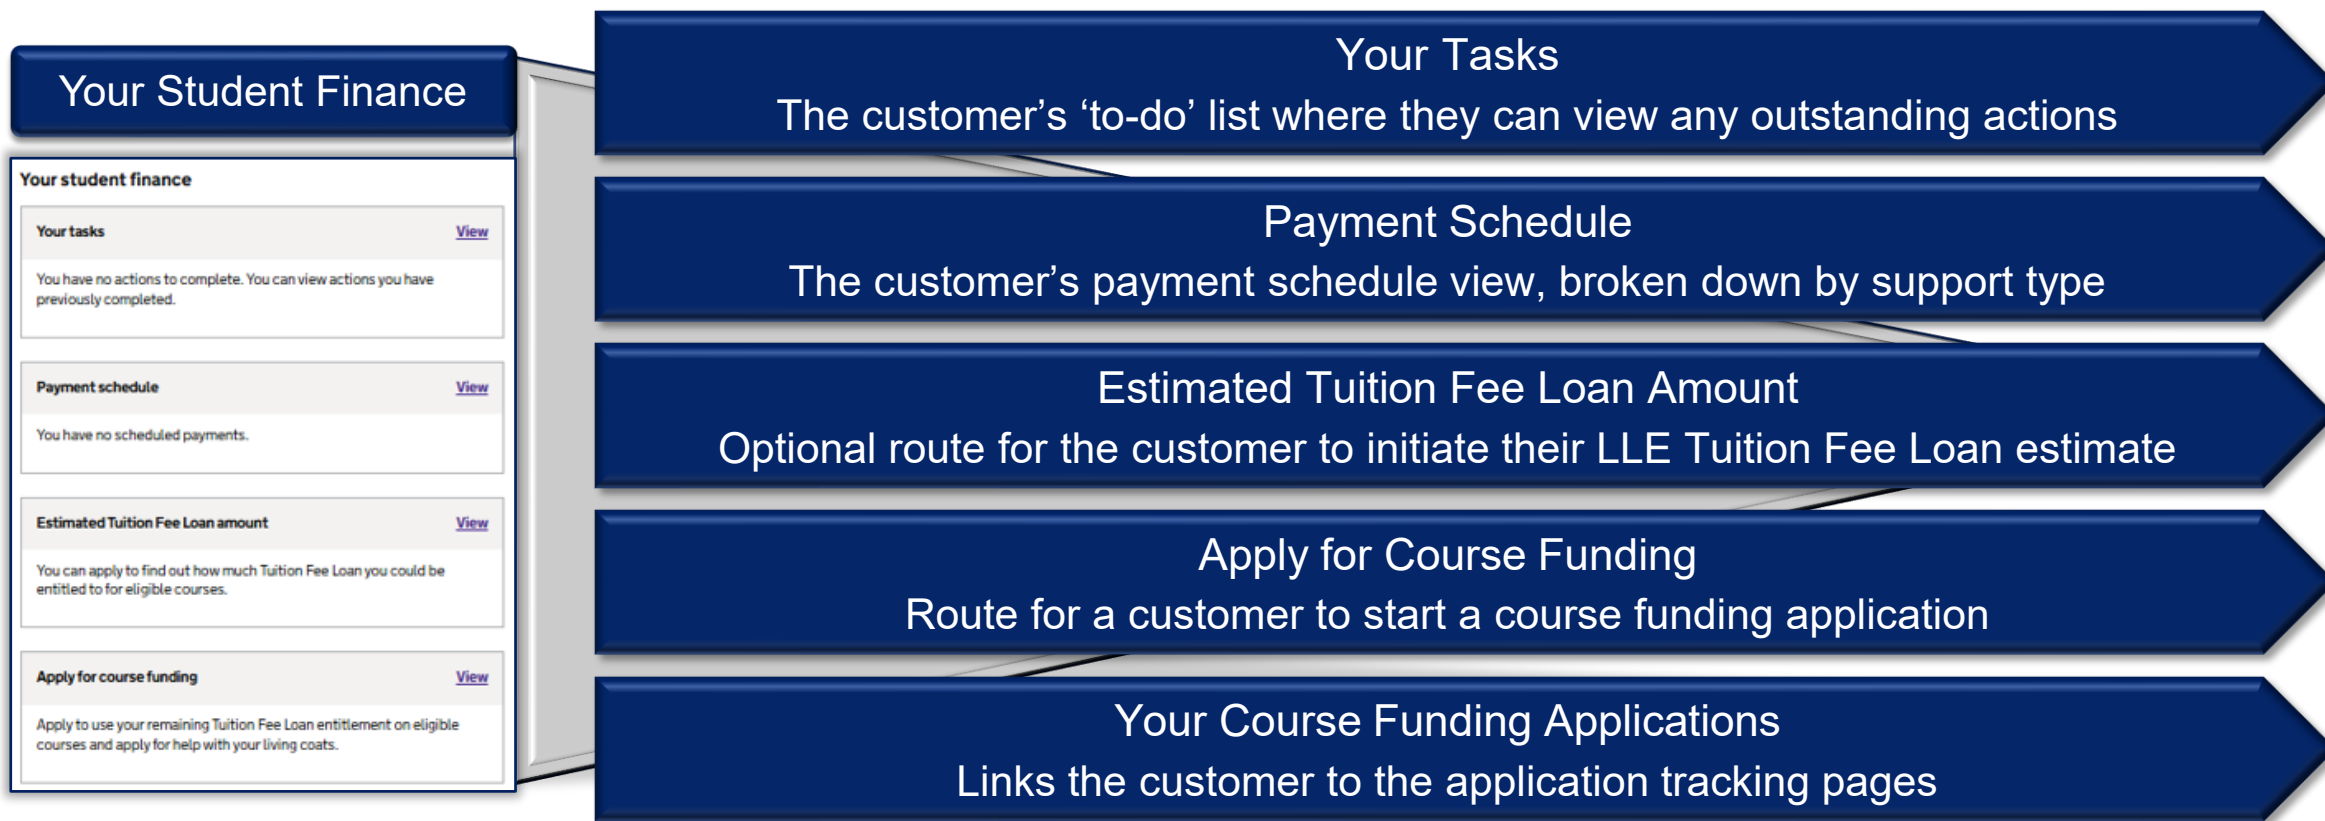 Your Student Finance
Your student finance
Your tasks View
You have no actions to complete. You can view actions you have
previously completed.
Payment schedule View
You have no scheduled payments.
Estimated Tuition Fee Loan amount View
You can apply to find out how much Tuition Fee Loan you could be
entitled to for eligible courses.
Apply for course funding View
Apply to use your remaining Tuition Fee Loan entitlement on eligible
courses and apply for help with your living coats.
Your Tasks
The customer’s ‘to-do’ list where they can view any outstanding actions
Payment Schedule
The customer’s payment schedule view, broken down by support type
Estimated Tuition Fee Loan Amount
Optional route for the customer to initiate their LLE Tuition Fee Loan estimate
Apply for Course Funding
Route for a customer to start a course funding application
Your Course Funding Applications
Links the customer to the application tracking pages